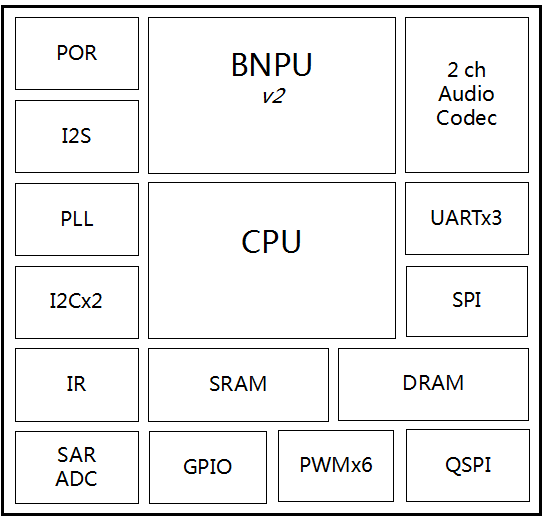 POR
BNPU
v2
2 ch
Audio
Codec
I2S
PLL
CPU
UARTx3
I2Cx2
SPI
IR
SRAM
DRAM
SAR
ADC
GPIO
PWMx6
QSPI